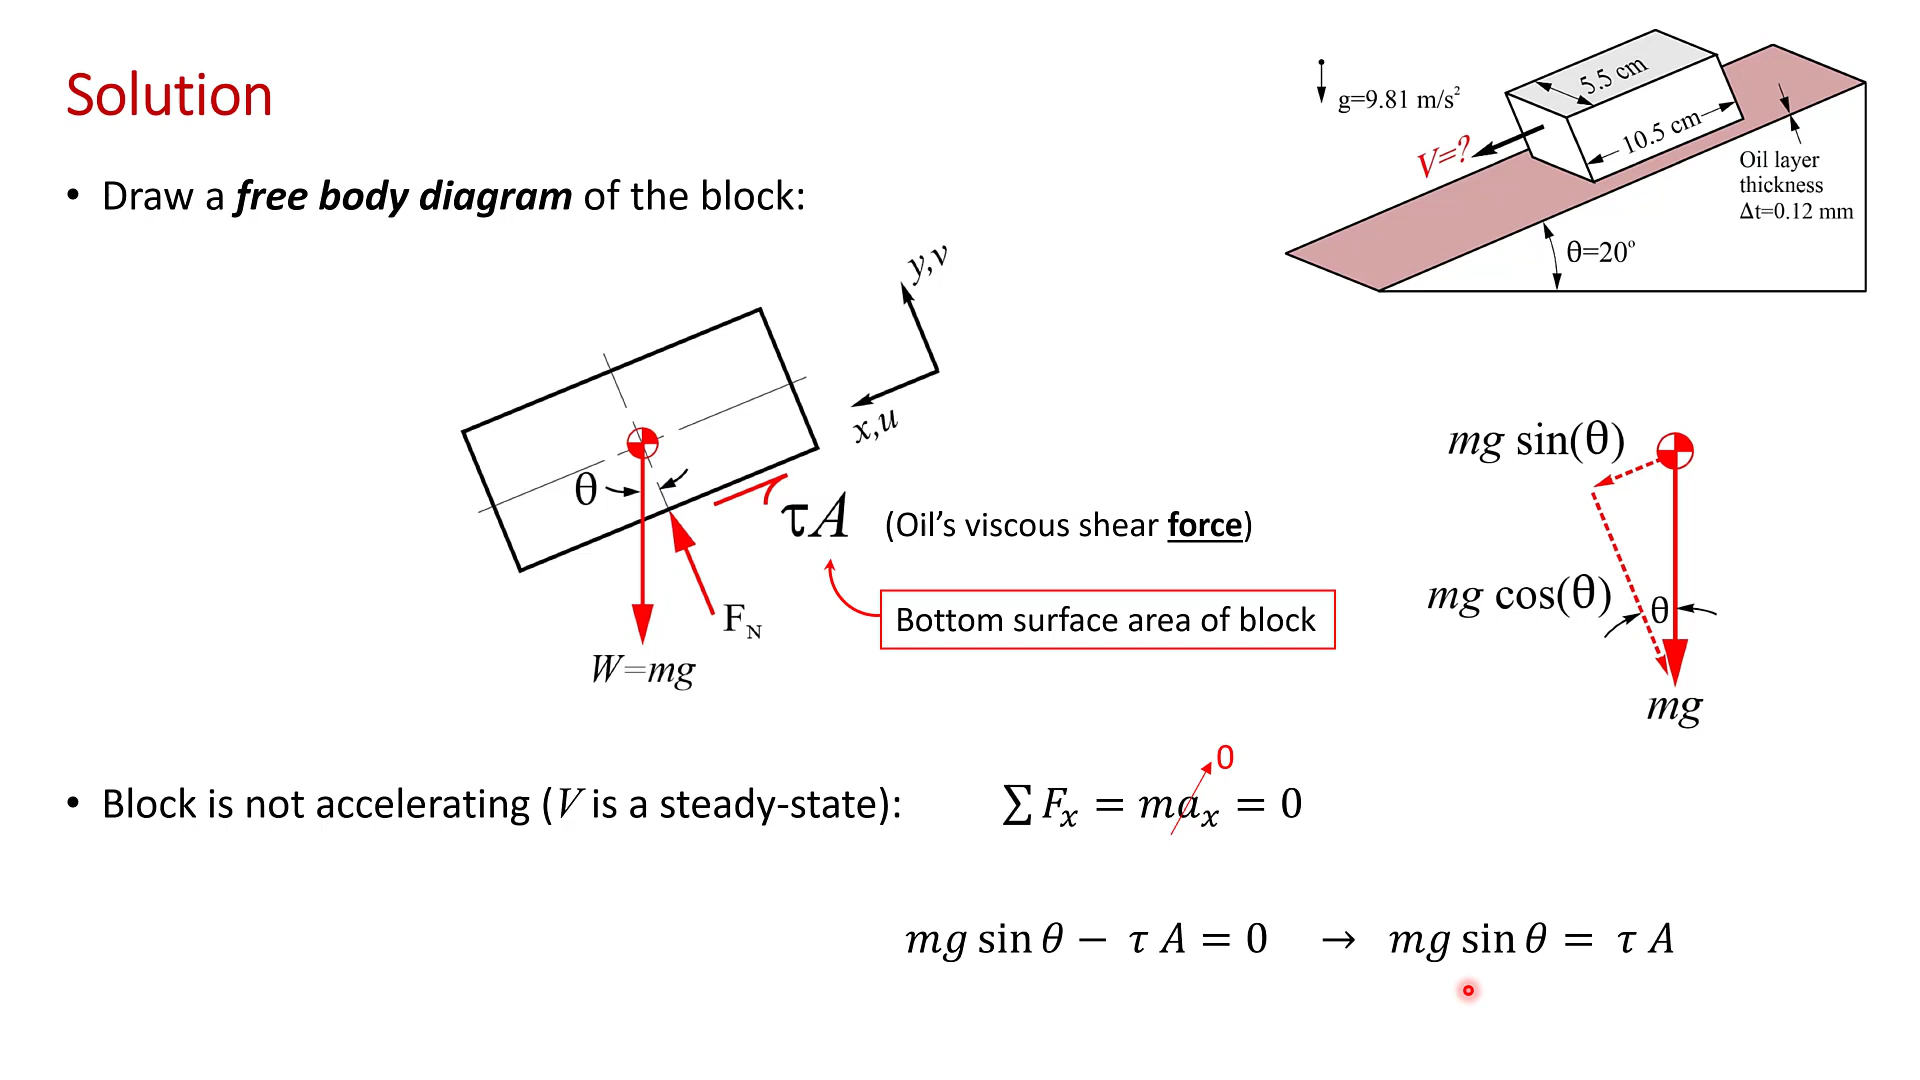 Solution
g=9.81 m/s²
5.5 cm
10.5 cm
V=?
Oil layer
thickness
Δt=0.12 mm
θ=20º
• Draw a free body diagram of the block:
y,v
x,u
θ
τA (Oil’s viscous shear force)
Bottom surface area of block
F_N
W=mg
mg sin(θ)
mg cos(θ)
θ
mg
0
• Block is not accelerating (V is a steady-state): ∑ F_x = ma_x = 0
mg sin θ − τ A = 0 → mg sin θ = τ A